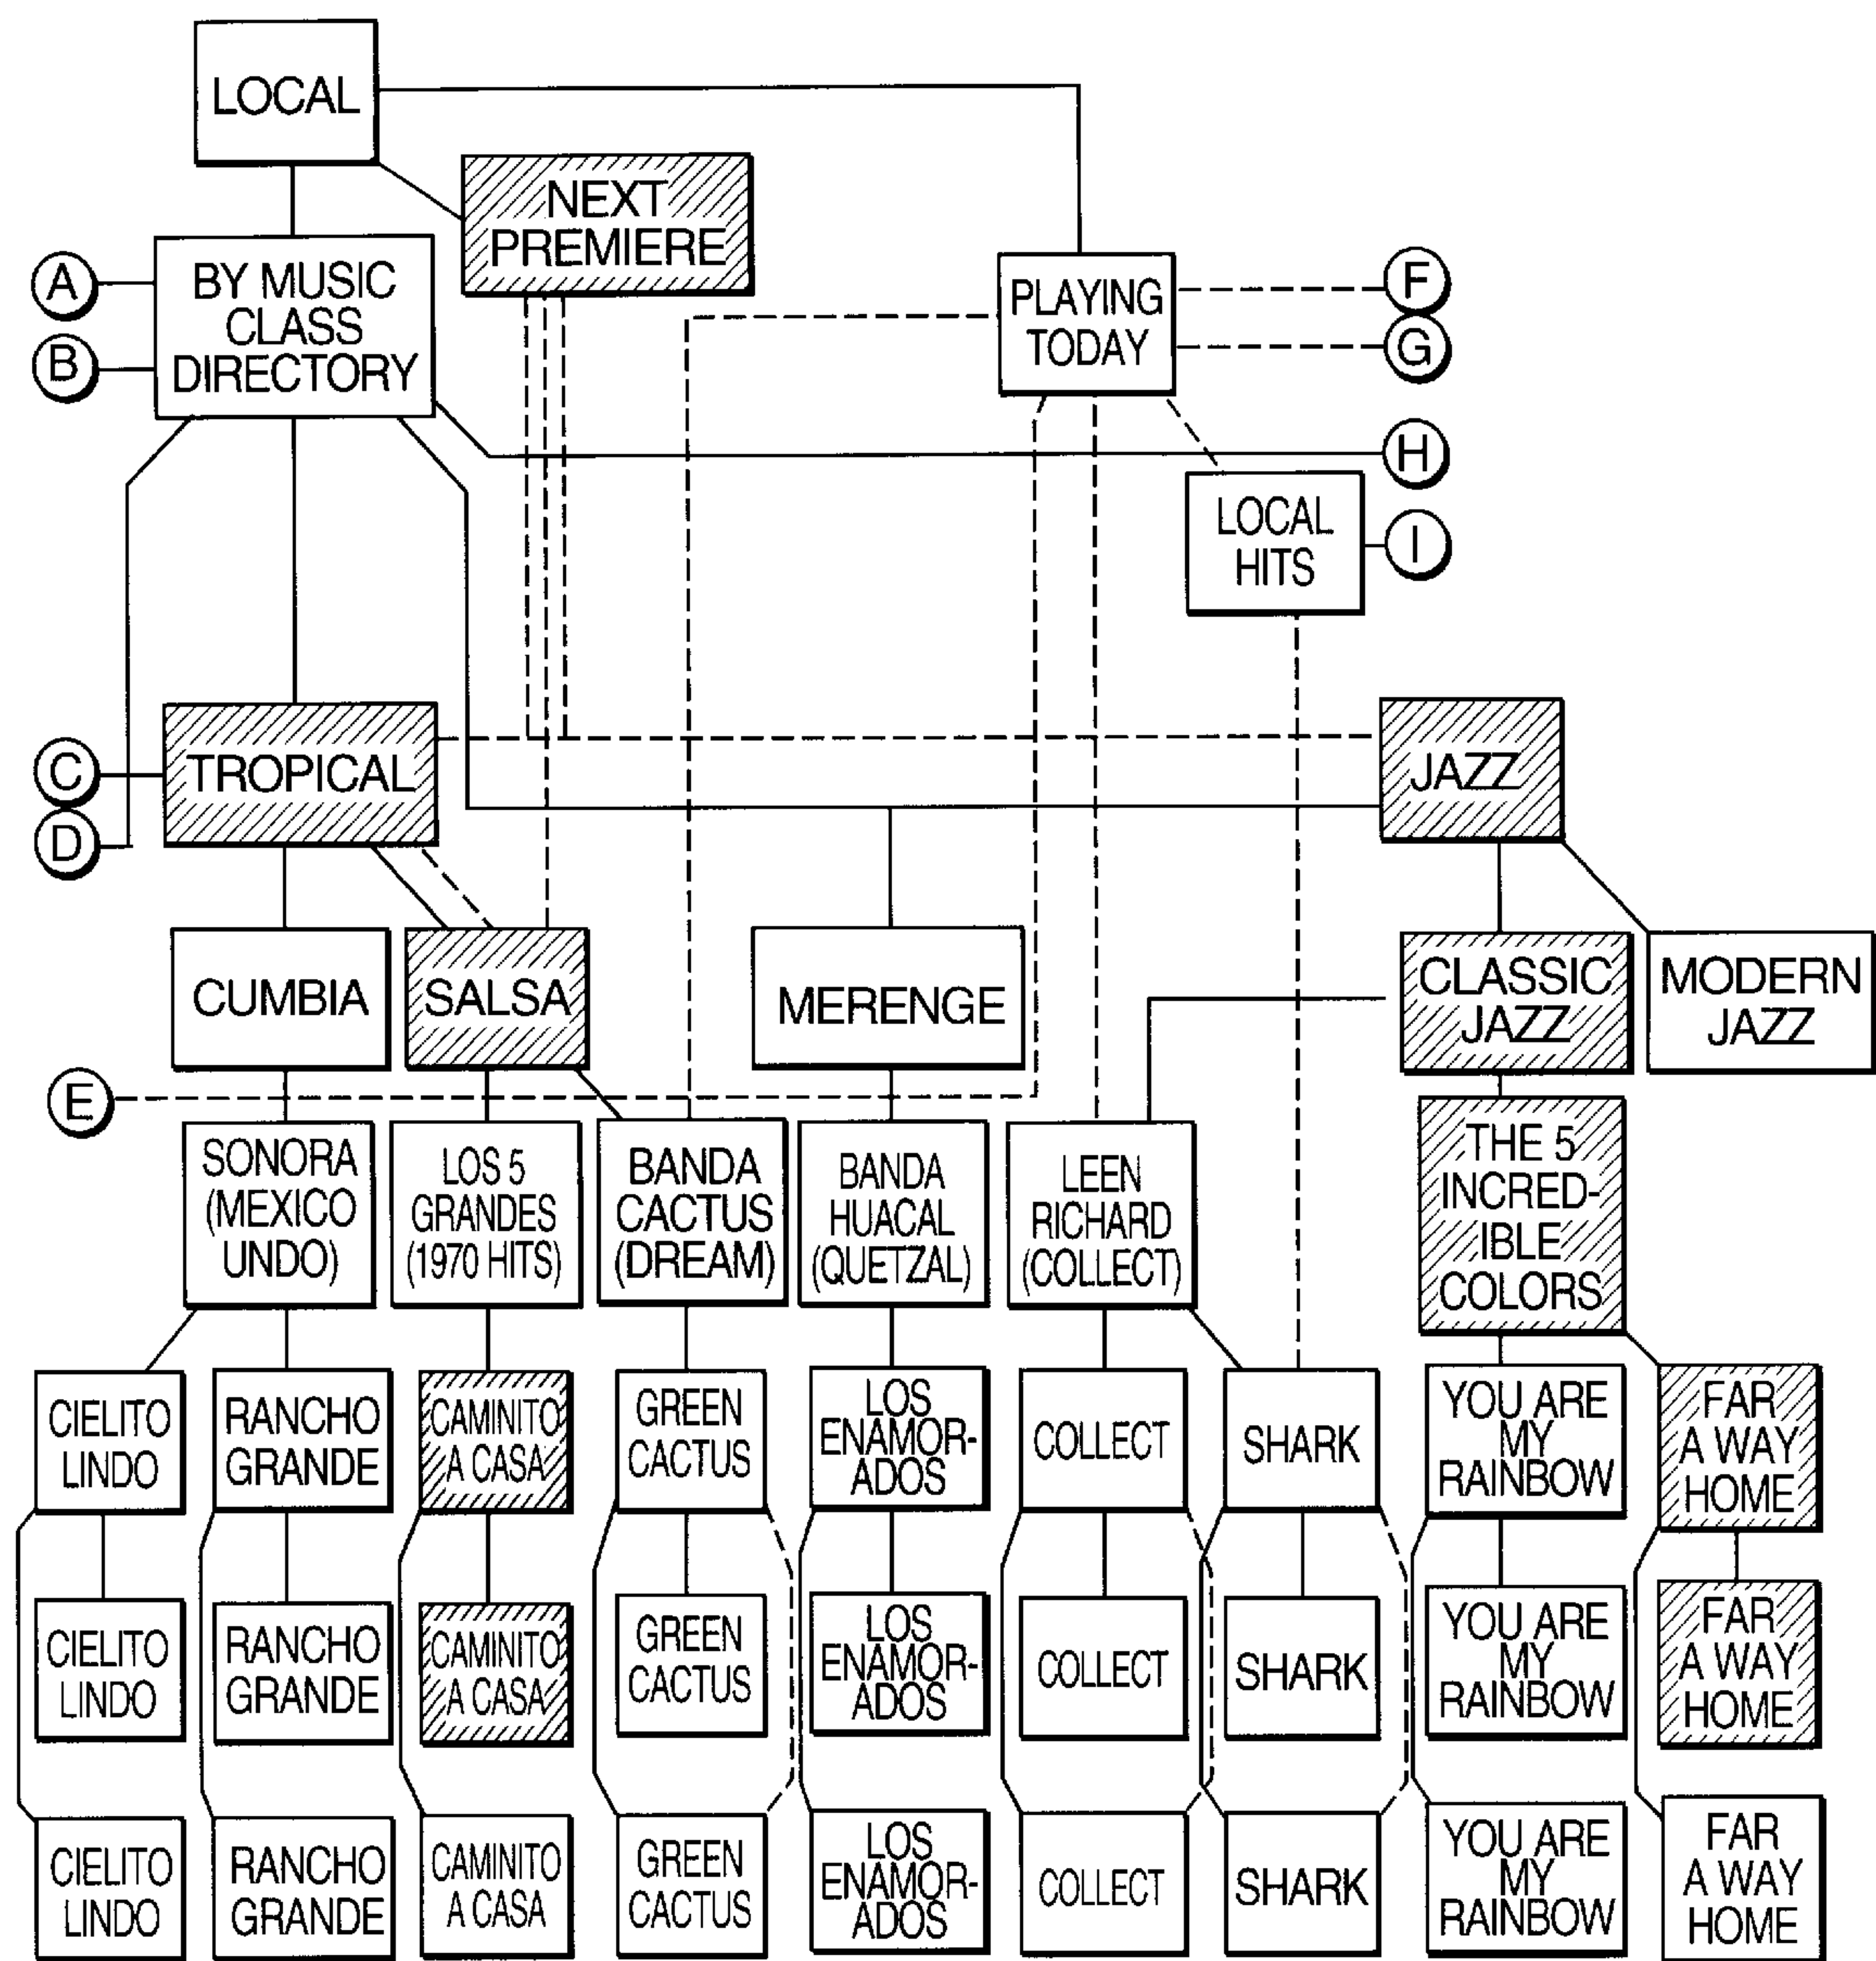 LOCAL
NEXT
PREMIERE
A
B
BY MUSIC
CLASS
DIRECTORY
PLAYING
TODAY
F
G
H
LOCAL
HITS
I
C
D
TROPICAL
JAZZ
CUMBIA
SALSA
MERENGE
CLASSIC
JAZZ
MODERN
JAZZ
E
SONORA
(MEXICO
UNDO)
LOS 5
GRANDES
(1970 HITS)
BANDA
CACTUS
(DREAM)
BANDA
HUACAL
(QUETZAL)
LEEN
RICHARD
(COLLECT)
THE 5
INCRED-
IBLE
COLORS
CIELITO
LINDO
RANCHO
GRANDE
CAMINITO
A CASA
GREEN
CACTUS
LOS
ENAMOR-
ADOS
COLLECT
SHARK
YOU ARE
MY
RAINBOW
FAR
A WAY
HOME
CIELITO
LINDO
RANCHO
GRANDE
CAMINITO
A CASA
GREEN
CACTUS
LOS
ENAMOR-
ADOS
COLLECT
SHARK
YOU ARE
MY
RAINBOW
FAR
A WAY
HOME
CIELITO
LINDO
RANCHO
GRANDE
CAMINITO
A CASA
GREEN
CACTUS
LOS
ENAMOR-
ADOS
COLLECT
SHARK
YOU ARE
MY
RAINBOW
FAR
A WAY
HOME